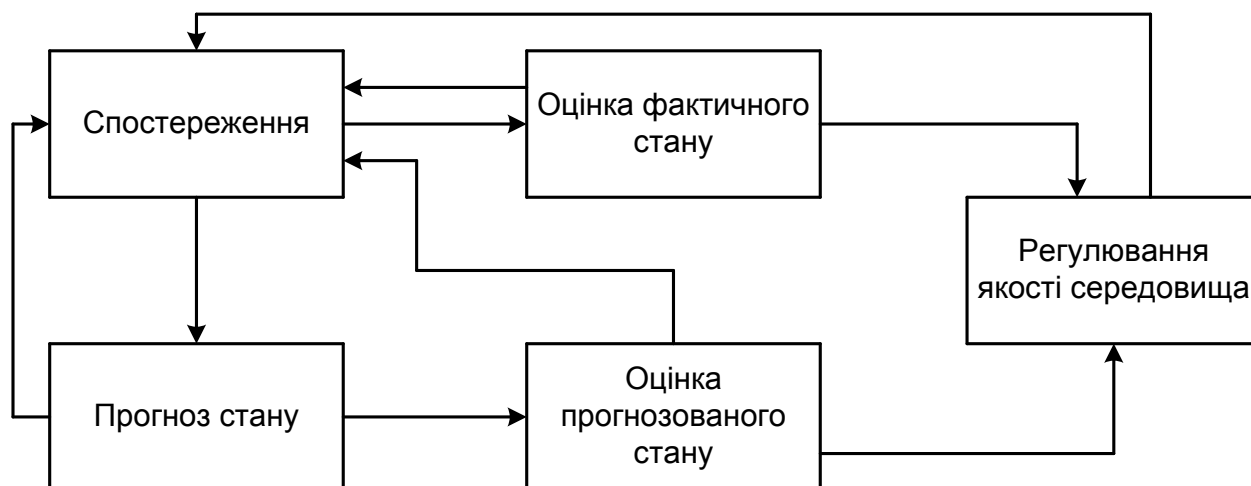 Спостереження
Оцінка фактичного
стану
Регулювання
якості середовища
Прогноз стану
Оцінка
прогнозованого
стану